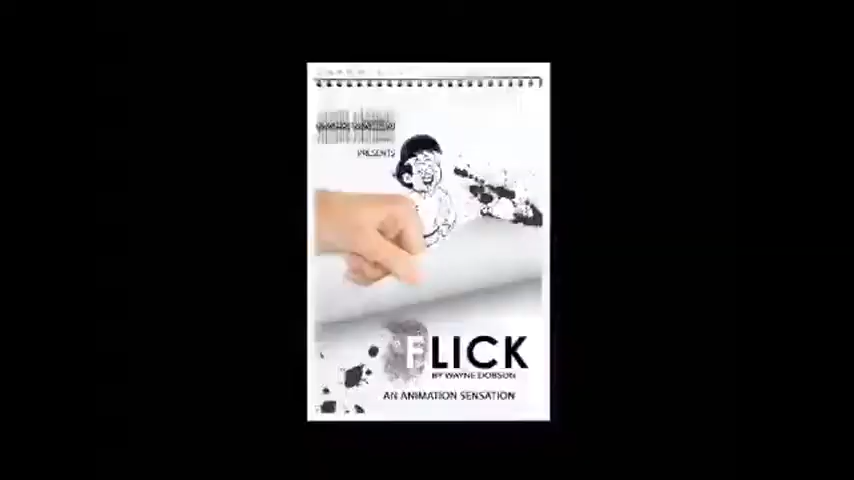 PRESENTS
FLICK
BY WAYNE DOBSON
AN ANIMATION SENSATION